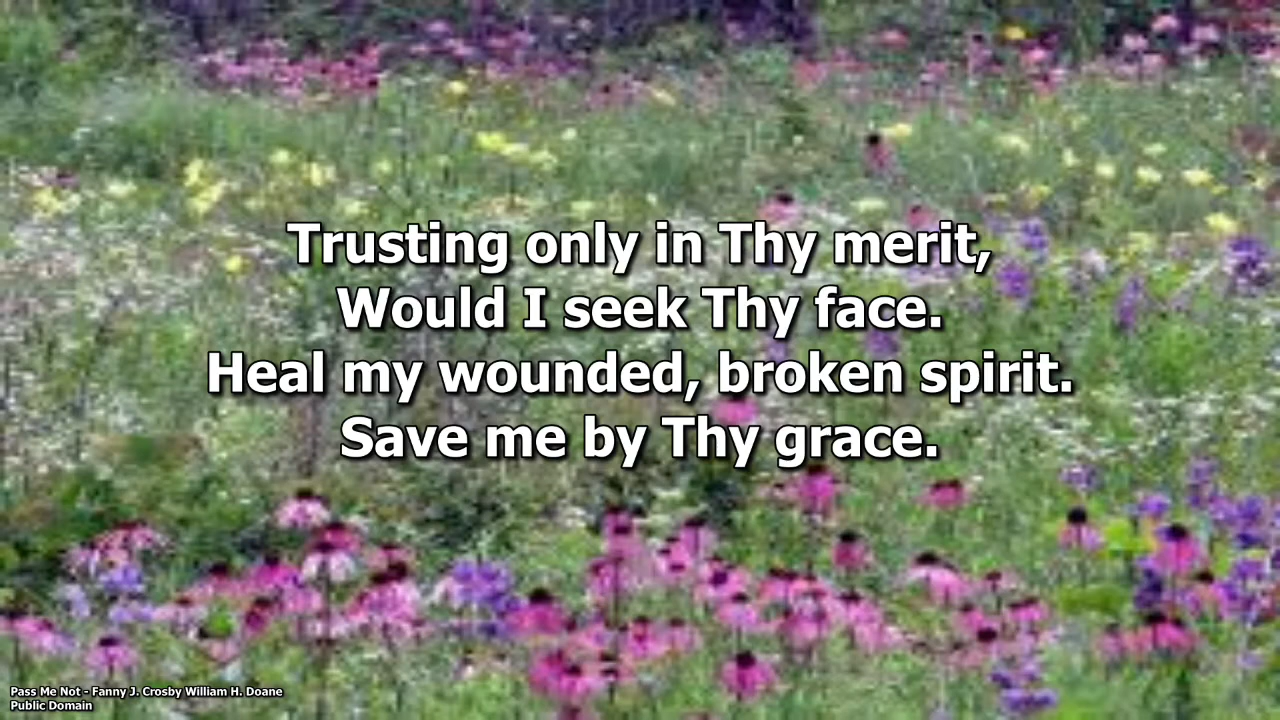 Trusting only in Thy merit,
Would I seek Thy face.
Heal my wounded, broken spirit.
Save me by Thy grace.
Pass Me Not - Fanny J. Crosby William H. Doane
Public Domain